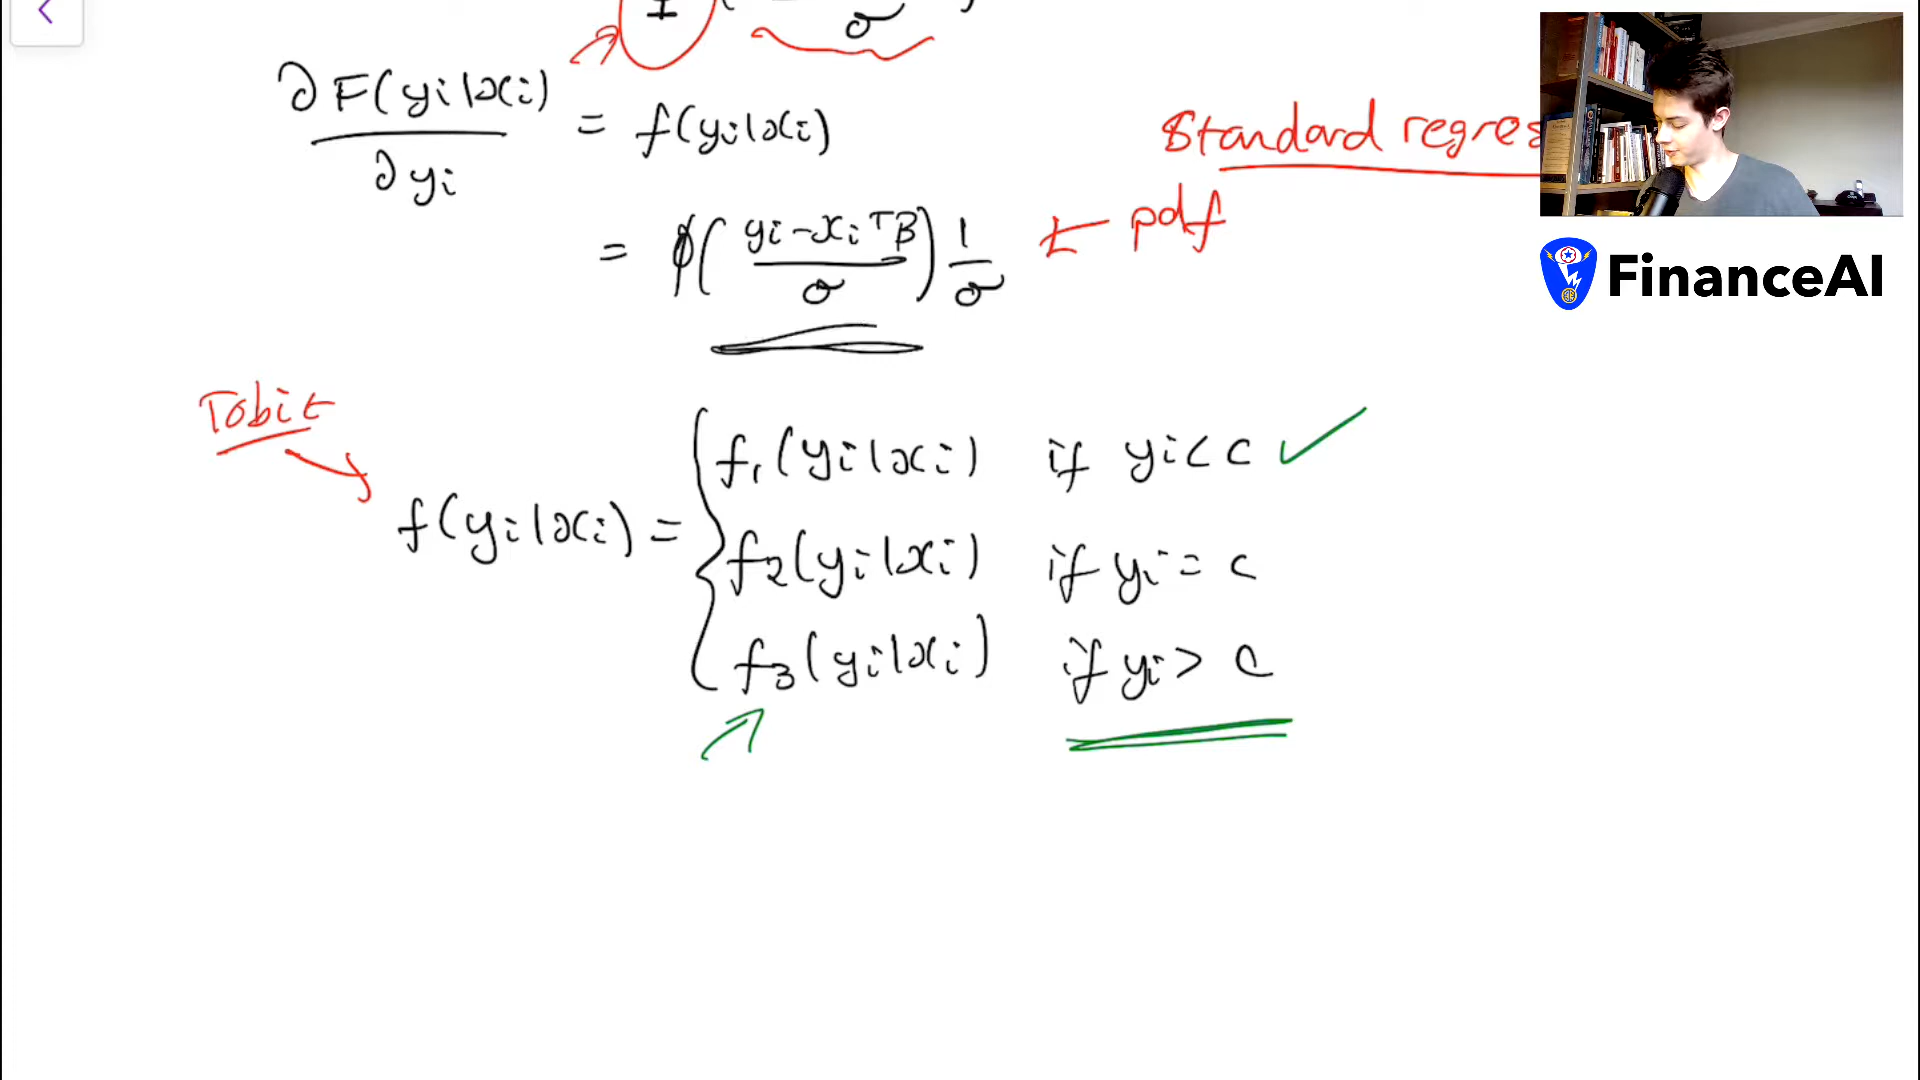 σ
∂F(yi|xi) / ∂yi = f(yi|xi)
Standard regres
= ϕ((yi-xiᵀβ)/σ) 1/σ ← pdf
FinanceAI
Tobit
f(yi|xi) = { f₁(yi|xi) if yi < c ✓
f₂(yi|xi) if yi = c
f₃(yi|xi) if yi > c